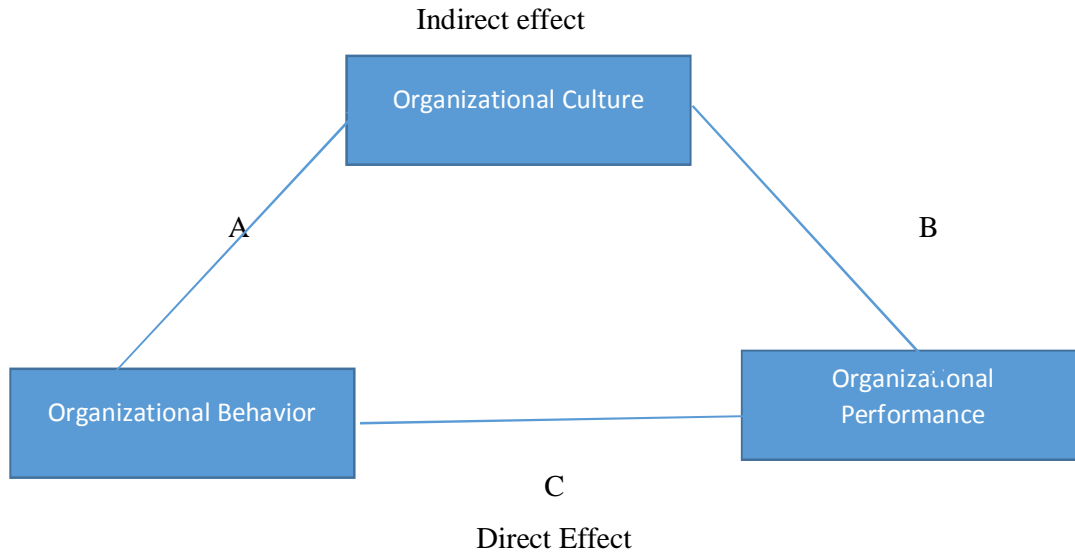 Indirect effect
Organizational Culture
A
B
Organizational Behavior
Organizational
Performance
C
Direct Effect